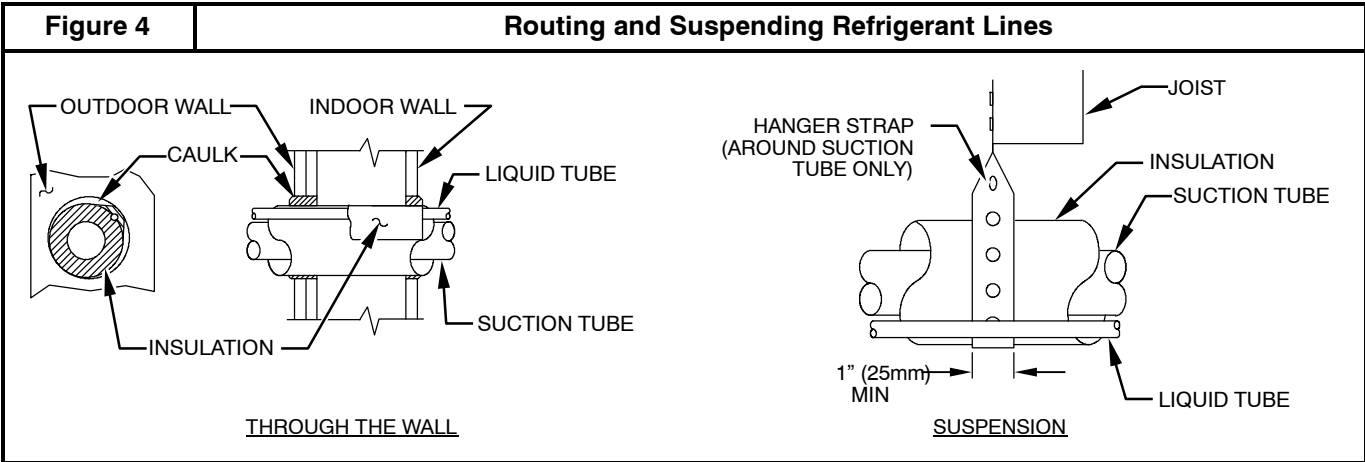 Figure 4
Routing and Suspending Refrigerant Lines
OUTDOOR WALL
INDOOR WALL
CAULK
LIQUID TUBE
SUCTION TUBE
INSULATION
THROUGH THE WALL
JOIST
HANGER STRAP
(AROUND SUCTION
TUBE ONLY)
INSULATION
SUCTION TUBE
1” (25mm)
MIN
LIQUID TUBE
SUSPENSION